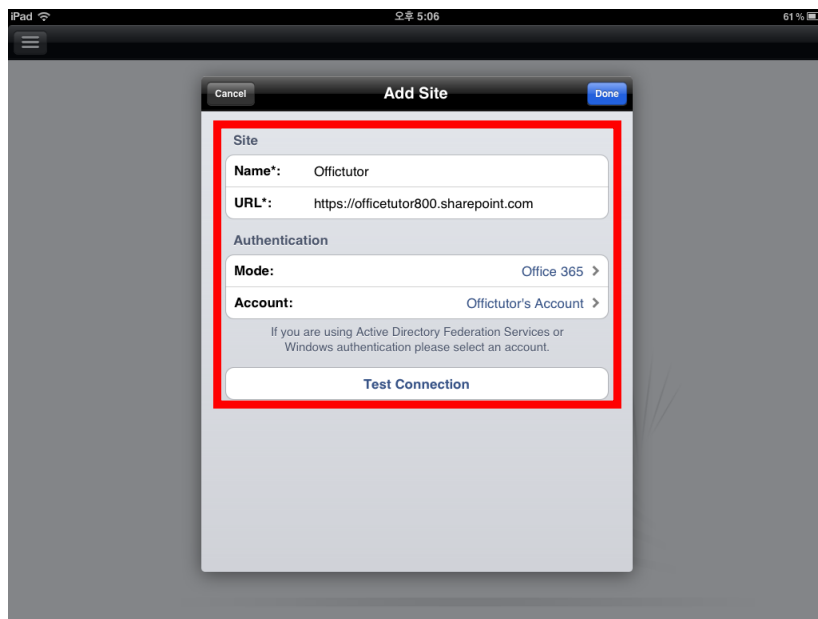 iPad 오후 5:06 61%
Cancel Add Site Done
Site
Name*: Offictutor
URL*: https://officetutor800.sharepoint.com
Authentication
Mode: Office 365
Account: Offictutor's Account
If you are using Active Directory Federation Services or
Windows authentication please select an account.
Test Connection